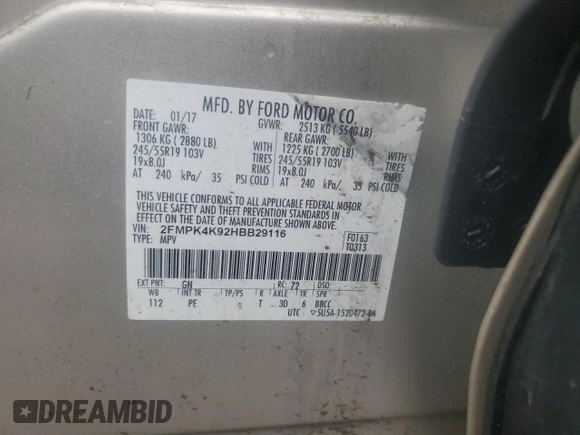 MFD. BY FORD MOTOR CO.
DATE: 01/17 GVWR: 2513 KG ( 5540 LB)
FRONT GAWR: REAR GAWR:
1306 KG ( 2880 LB) WITH 1225 KG ( 2700 LB) WITH
245/55R19 103V TIRES 245/55R19 103V TIRES
19x8.0J RIMS 19x8.0J RIMS
AT 240 kPa/ 35 PSI COLD AT 240 kPa/ 35 PSI COLD
THIS VEHICLE CONFORMS TO ALL APPLICABLE FEDERAL MOTOR
VEHICLE SAFETY AND THEFT PREVENTION STANDARDS IN
EFFECT ON THE DATE OF MANUFACTURE SHOWN ABOVE.
VIN: 2FMPK4K92HBB29116 F0163
TYPE: MPV T0313
EXT PNT: GN RC: 72 DSO:
WB INT TR TP/PS R AXLE TR SPR
112 PE T 3D 6 BBCC
UTC ▽5U5A-1520472-BA
DREAMBID